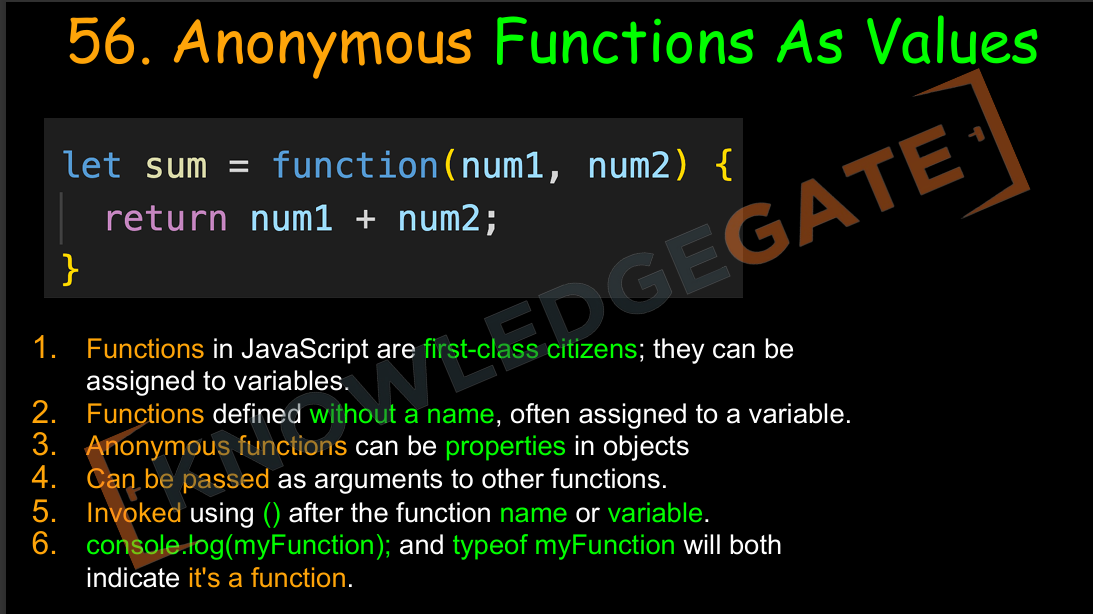 56. Anonymous Functions As Values
let sum = function(num1, num2) {
return num1 + num2;
}
1. Functions in JavaScript are first-class citizens; they can be
assigned to variables.
2. Functions defined without a name, often assigned to a variable.
3. Anonymous functions can be properties in objects
4. Can be passed as arguments to other functions.
5. Invoked using () after the function name or variable.
6. console.log(myFunction); and typeof myFunction will both
indicate it's a function.
KNOWLEDGEGATE